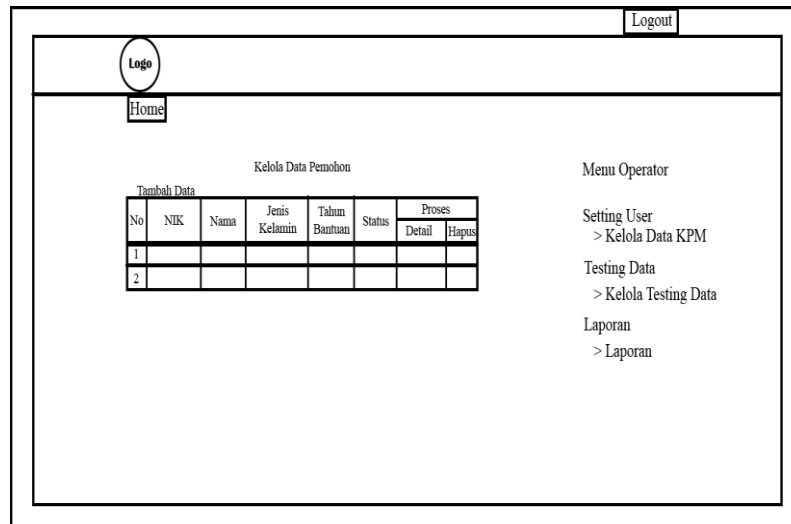 Logout
Logo
Home
Kelola Data Pemohon
Tambah Data
No NIK Nama Jenis Kelamin Tahun Bantuan Status Proses
Detail Hapus
1
2
Menu Operator
Setting User
> Kelola Data KPM
Testing Data
> Kelola Testing Data
Laporan
> Laporan